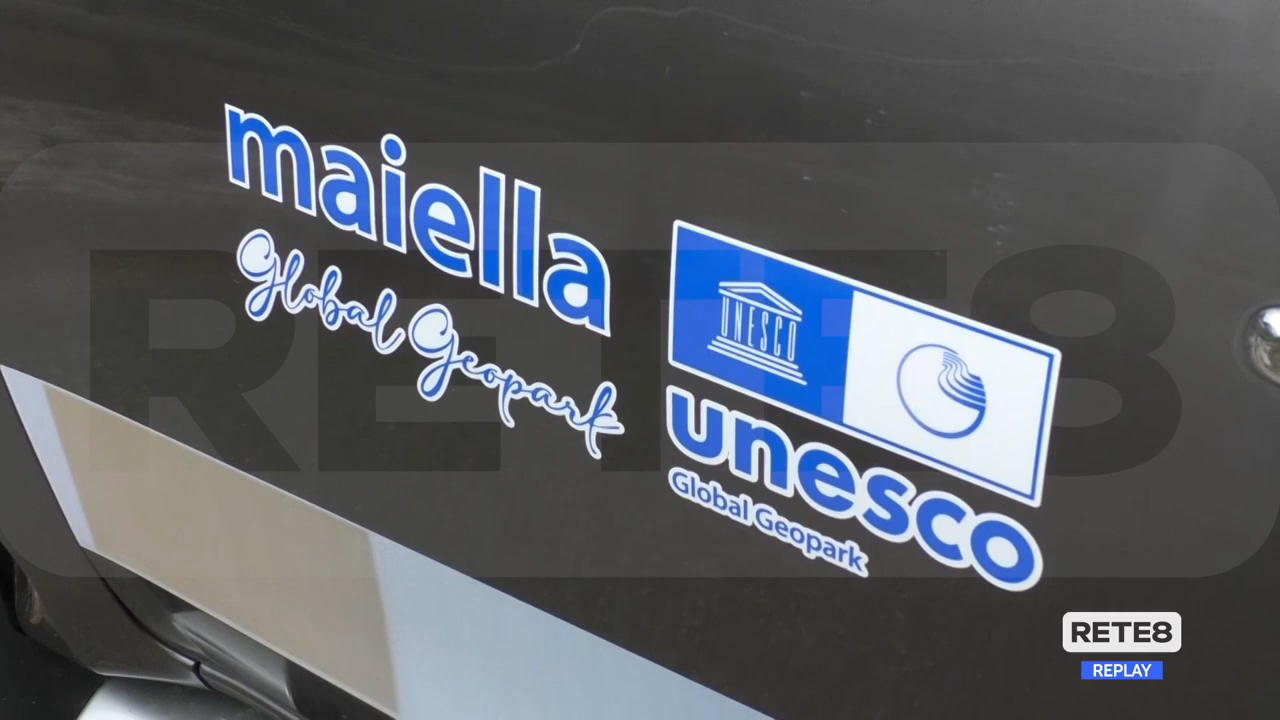 maiella
Global Geopark
UNESCO
unesco
Global Geopark
RETE8
RETE8
REPLAY